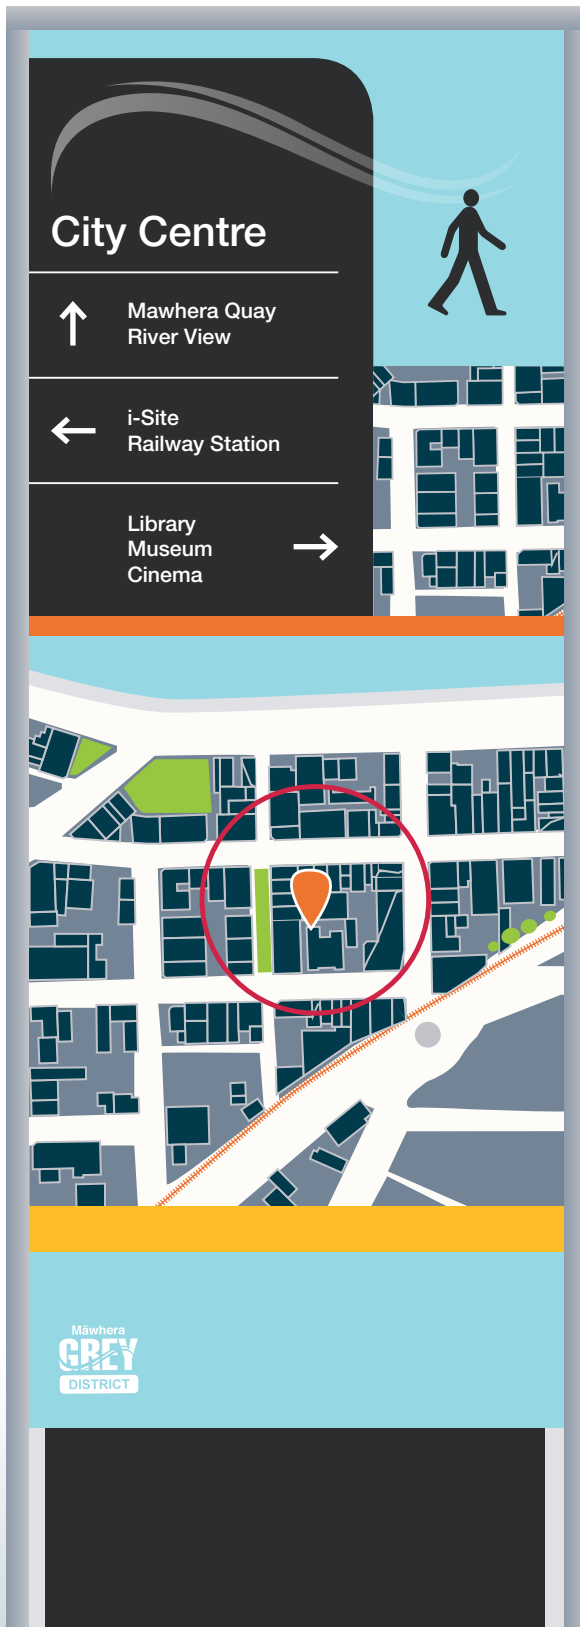 City Centre
Mawhera Quay
River View
i-Site
Railway Station
Library
Museum
Cinema
Māwhera
GREY
DISTRICT